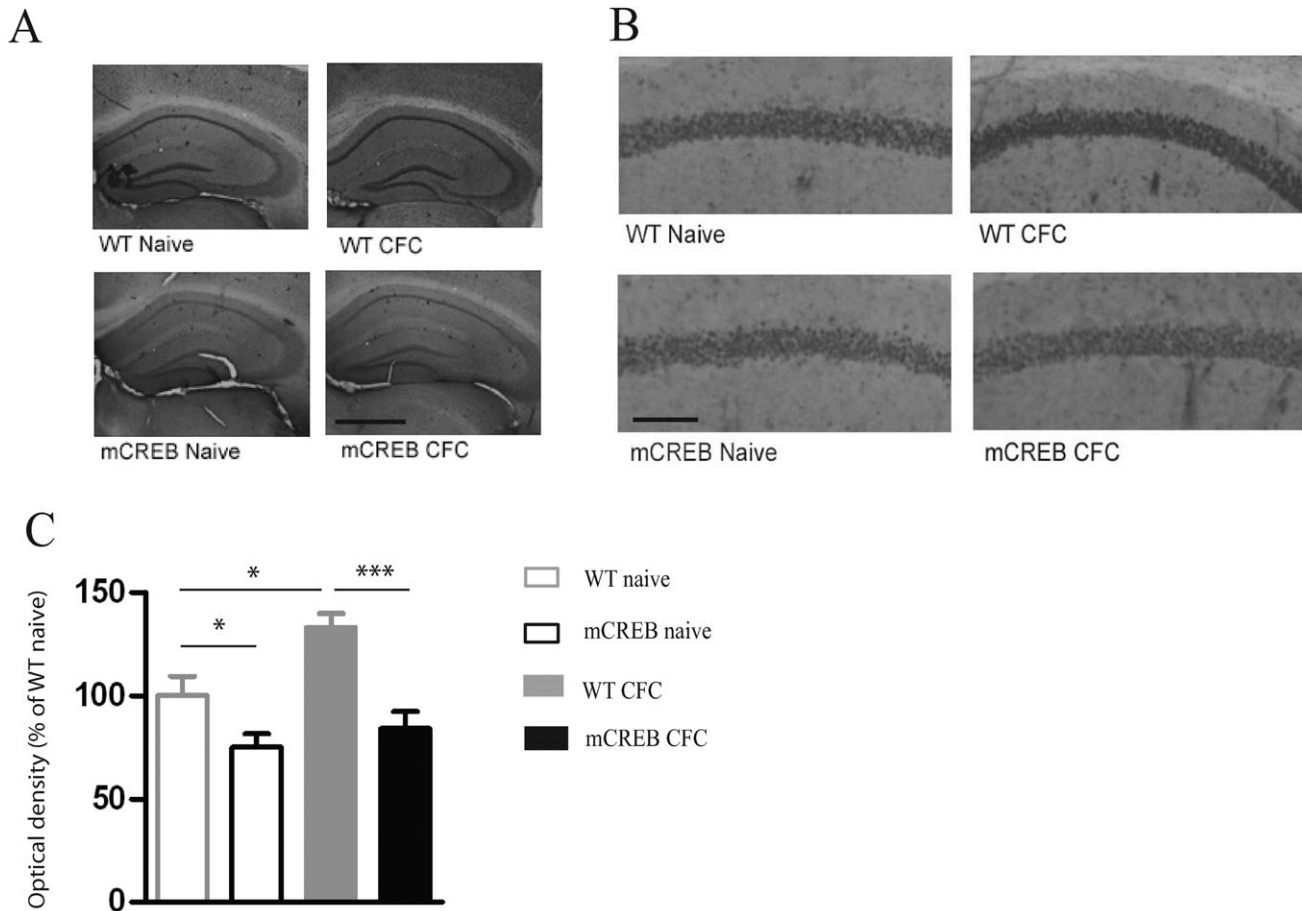 A
B
WT Naive
WT CFC
mCREB Naive
mCREB CFC
WT Naive
WT CFC
mCREB Naive
mCREB CFC
C
Optical density (% of WT naive)
150
100
50
0
*
***
*
WT naive
mCREB naive
WT CFC
mCREB CFC